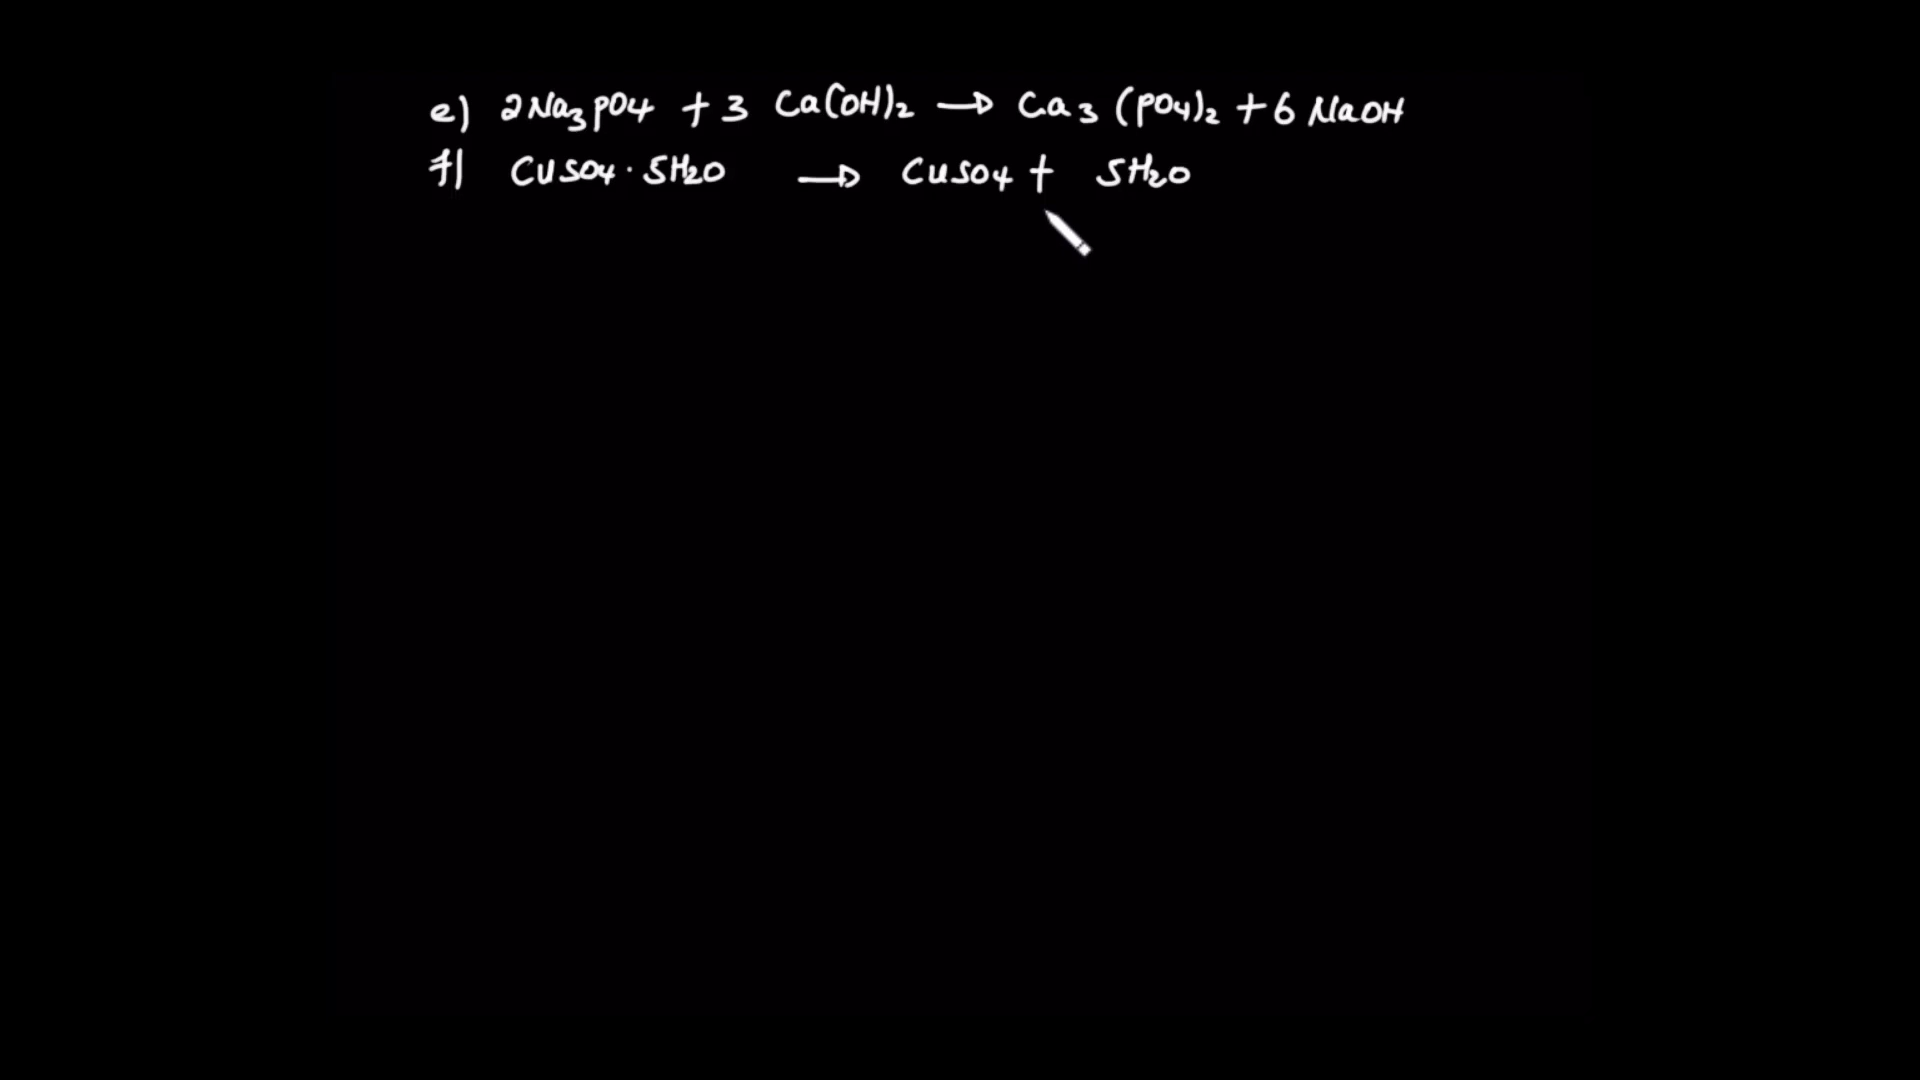 e) 2Na3PO4 + 3 Ca(OH)2 → Ca3 (PO4)2 + 6 NaOH
f) CuSO4 · 5H2O → CuSO4 + 5H2O